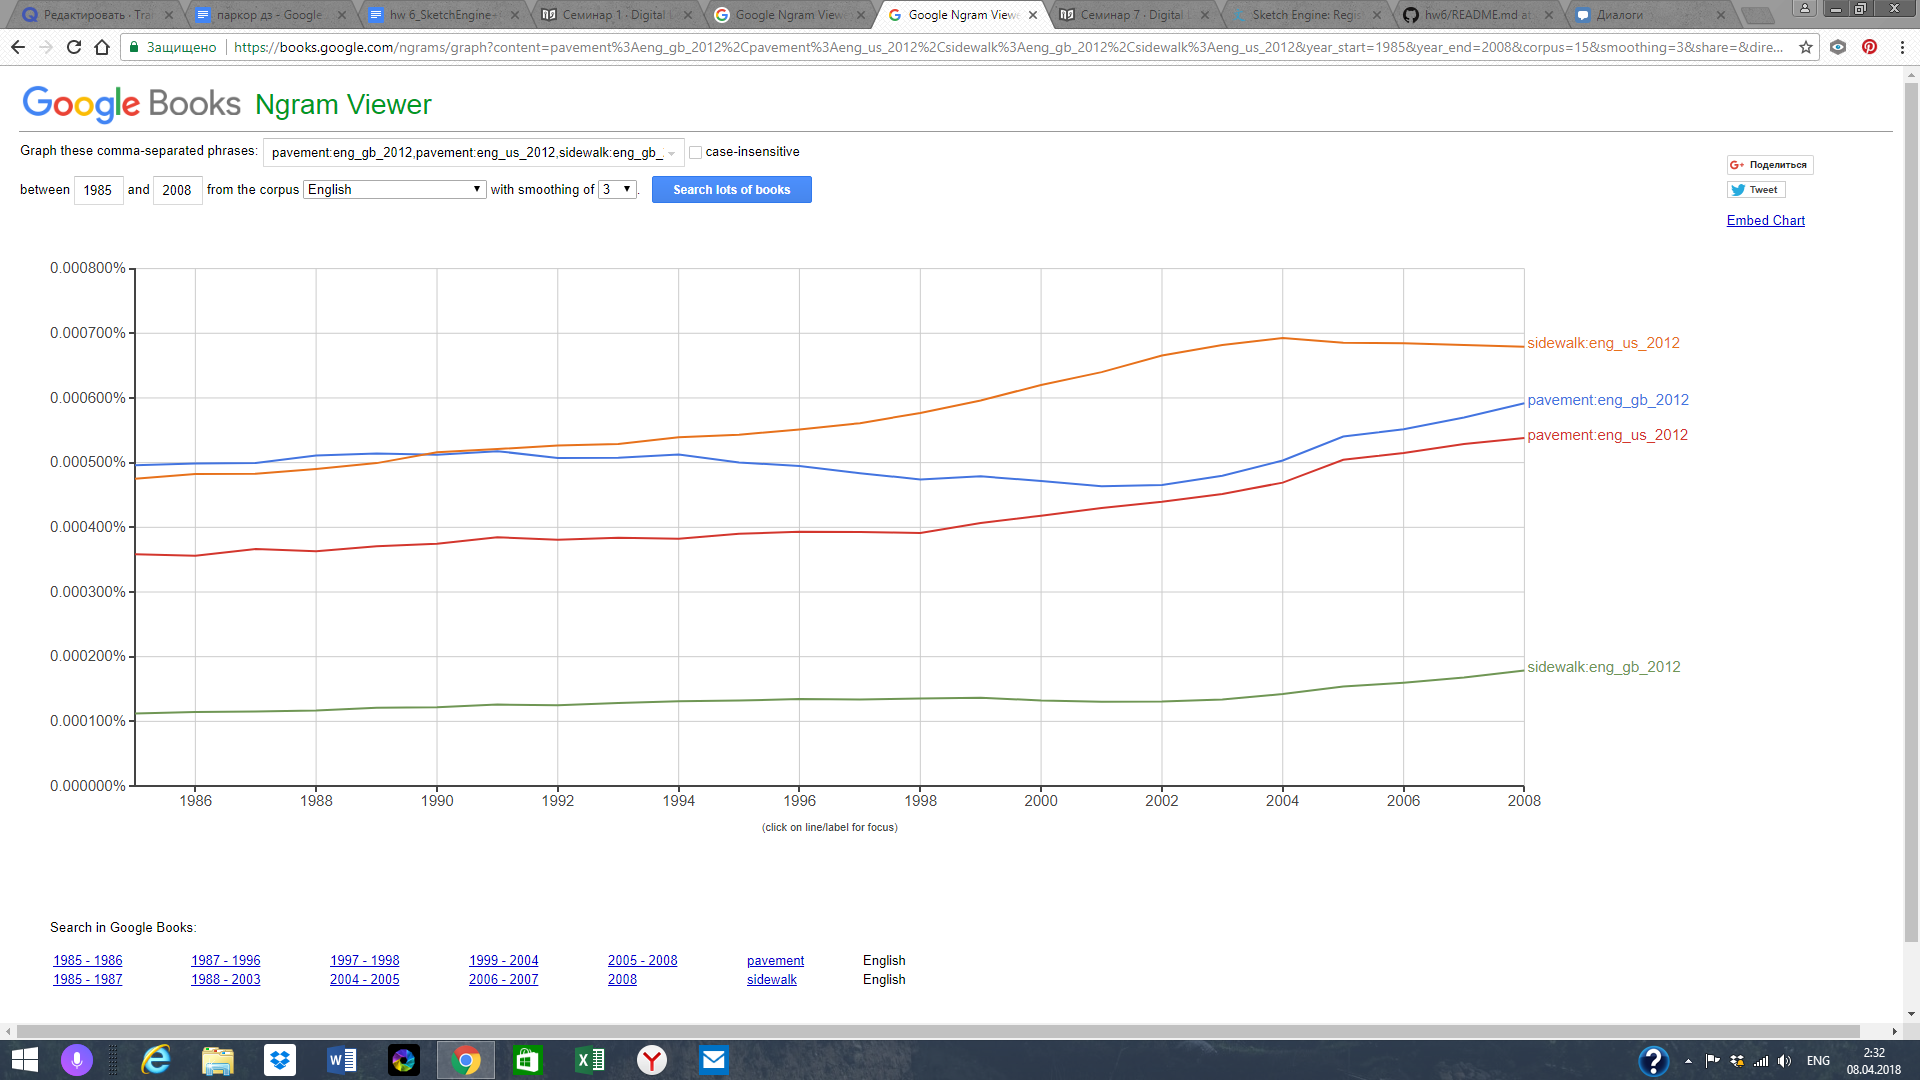 Редактировать · Tra
паркор дз - Google
hw 6_SketchEngine
Семинар 1 · Digital
Google Ngram View
Google Ngram Viewe
Семинар 7 · Digital
Sketch Engine: Regis
hw6/README.md at
Диалоги
Защищено
https://books.google.com/ngrams/graph?content=pavement%3Aeng_gb_2012%2Cpavement%3Aeng_us_2012%2Csidewalk%3Aeng_gb_2012%2Csidewalk%3Aeng_us_2012&year_start=1985&year_end=2008&corpus=15&smoothing=3&share=&dire...
Google Books Ngram Viewer
Graph these comma-separated phrases: pavement:eng_gb_2012,pavement:eng_us_2012,sidewalk:eng_gb_ case-insensitive
between 1985 and 2008 from the corpus English with smoothing of 3 . Search lots of books
G+ Поделиться
Tweet
Embed Chart
0.000800%
0.000700%
0.000600%
0.000500%
0.000400%
0.000300%
0.000200%
0.000100%
0.000000%
sidewalk:eng_us_2012
pavement:eng_gb_2012
pavement:eng_us_2012
sidewalk:eng_gb_2012
1986 1988 1990 1992 1994 1996 1998 2000 2002 2004 2006 2008
(click on line/label for focus)
Search in Google Books:
1985 - 1986 1987 - 1996 1997 - 1998 1999 - 2004 2005 - 2008 pavement English
1985 - 1987 1988 - 2003 2004 - 2005 2006 - 2007 2008 sidewalk English
ENG
2:32
08.04.2018